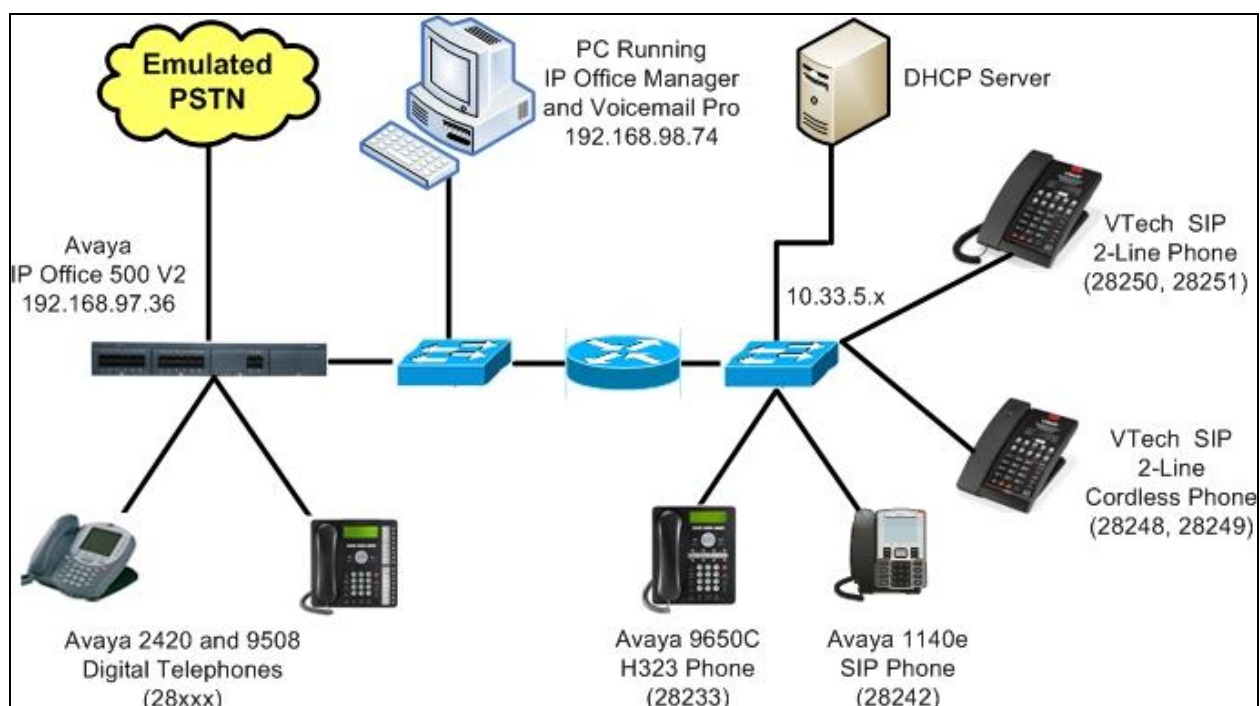 Emulated
PSTN
PC Running
IP Office Manager
and Voicemail Pro
192.168.98.74
DHCP Server
Avaya
IP Office 500 V2
192.168.97.36
10.33.5.x
VTech SIP
2-Line Phone
(28250, 28251)
VTech SIP
2-Line
Cordless Phone
(28248, 28249)
Avaya 2420 and 9508
Digital Telephones
(28xxx)
Avaya 9650C
H323 Phone
(28233)
Avaya 1140e
SIP Phone
(28242)